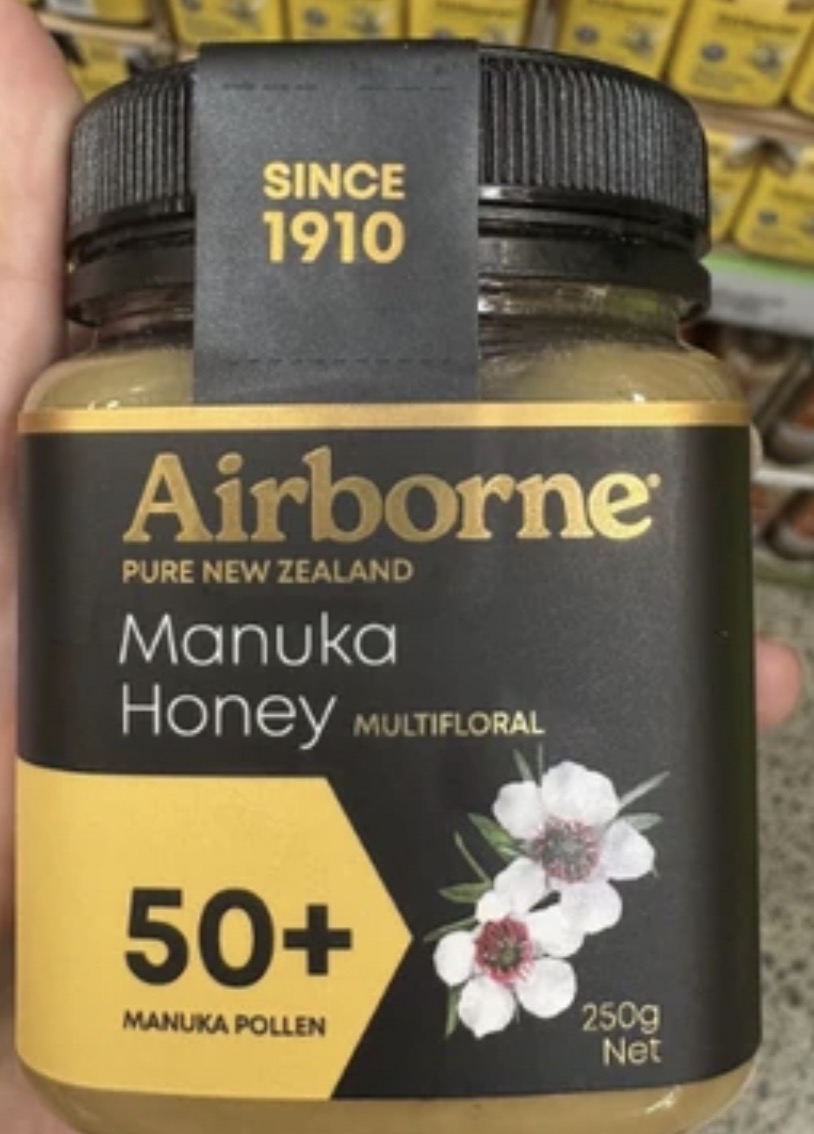 SINCE
1910
Airborne
PURE NEW ZEALAND
Manuka
Honey MULTIFLORAL
50+
MANUKA POLLEN
250g
Net